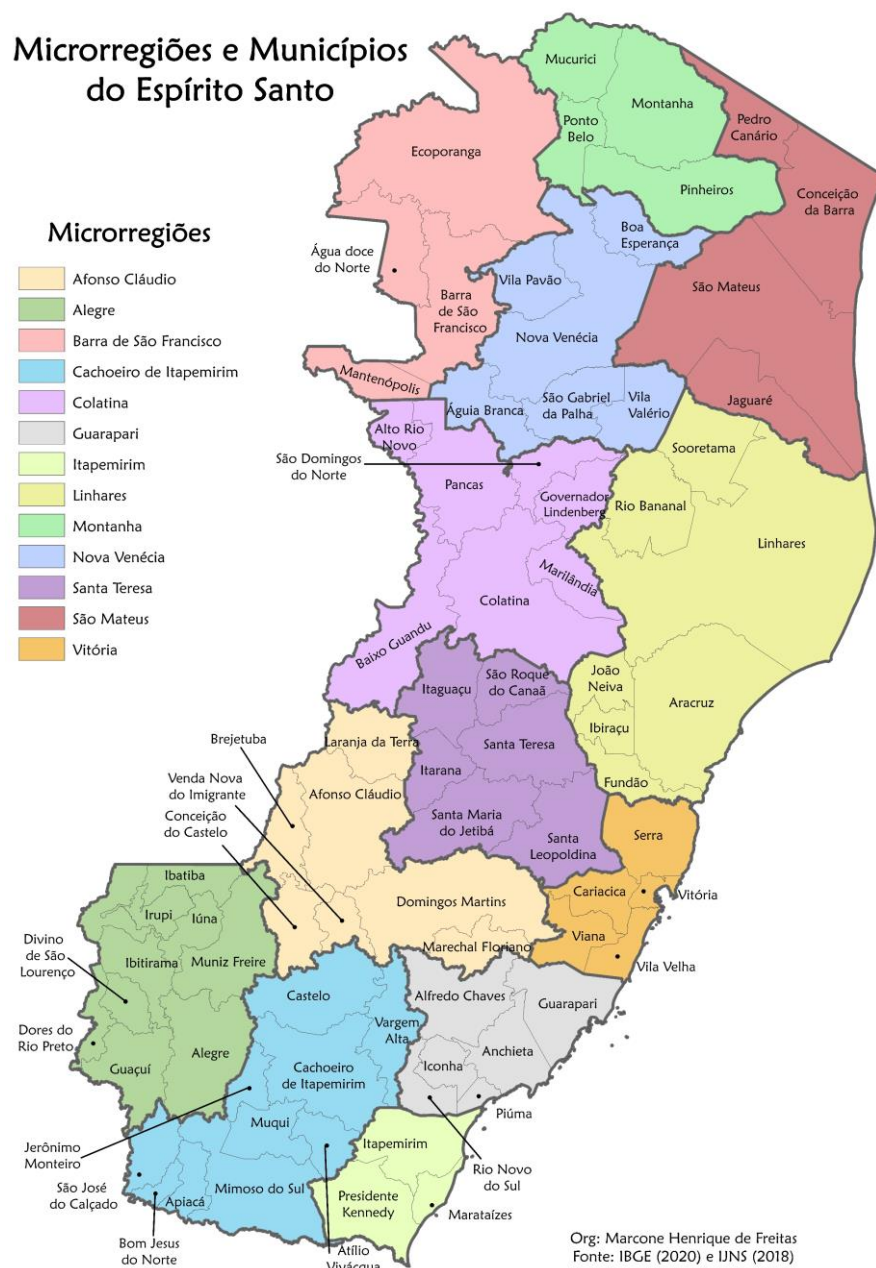 Microrregiões e Municípios
do Espírito Santo
Microrregiões
Afonso Cláudio
Alegre
Barra de São Francisco
Cachoeiro de Itapemirim
Colatina
Guarapari
Itapemirim
Linhares
Montanha
Nova Venécia
Santa Teresa
São Mateus
Vitória
Mucurici
Montanha
Ponto
Belo
Pedro
Canário
Ecoporanga
Pinheiros
Conceição
da Barra
Água doce
do Norte
Boa
Esperança
Vila Pavão
São Mateus
Barra
de São
Francisco
Nova Venécia
Mantenópolis
Águia Branca
São Gabriel
da Palha
Vila
Valério
Jaguaré
Alto Rio
Novo
São Domingos
do Norte
Sooretama
Pancas
Governador
Lindenberg
Rio Bananal
Linhares
Marilândia
Colatina
Baixo Guandu
João
Neiva
Itaguaçu
São Roque
do Canaã
Aracruz
Ibiraçu
Brejetuba
Laranja da Terra
Santa Teresa
Itarana
Venda Nova
do Imigrante
Afonso Cláudio
Fundão
Conceição
do Castelo
Santa Maria
do Jetibá
Santa
Leopoldina
Serra
Ibatiba
Cariacica
Vitória
Domingos Martins
Irupi
Iúna
Viana
Divino
de São
Lourenço
Marechal Floriano
Ibitirama
Muniz Freire
Vila Velha
Castelo
Alfredo Chaves
Guarapari
Vargem
Alta
Dores do
Rio Preto
Alegre
Anchieta
Guaçuí
Iconha
Cachoeiro
de Itapemirim
Piúma
Muqui
Jerônimo
Monteiro
Itapemirim
Rio Novo
do Sul
São José
do Calçado
Apiacá
Mimoso do Sul
Presidente
Kennedy
Marataízes
Bom Jesus
do Norte
Atílio
Vivácqua
Org: Marcone Henrique de Freitas
Fonte: IBGE (2020) e IJNS (2018)